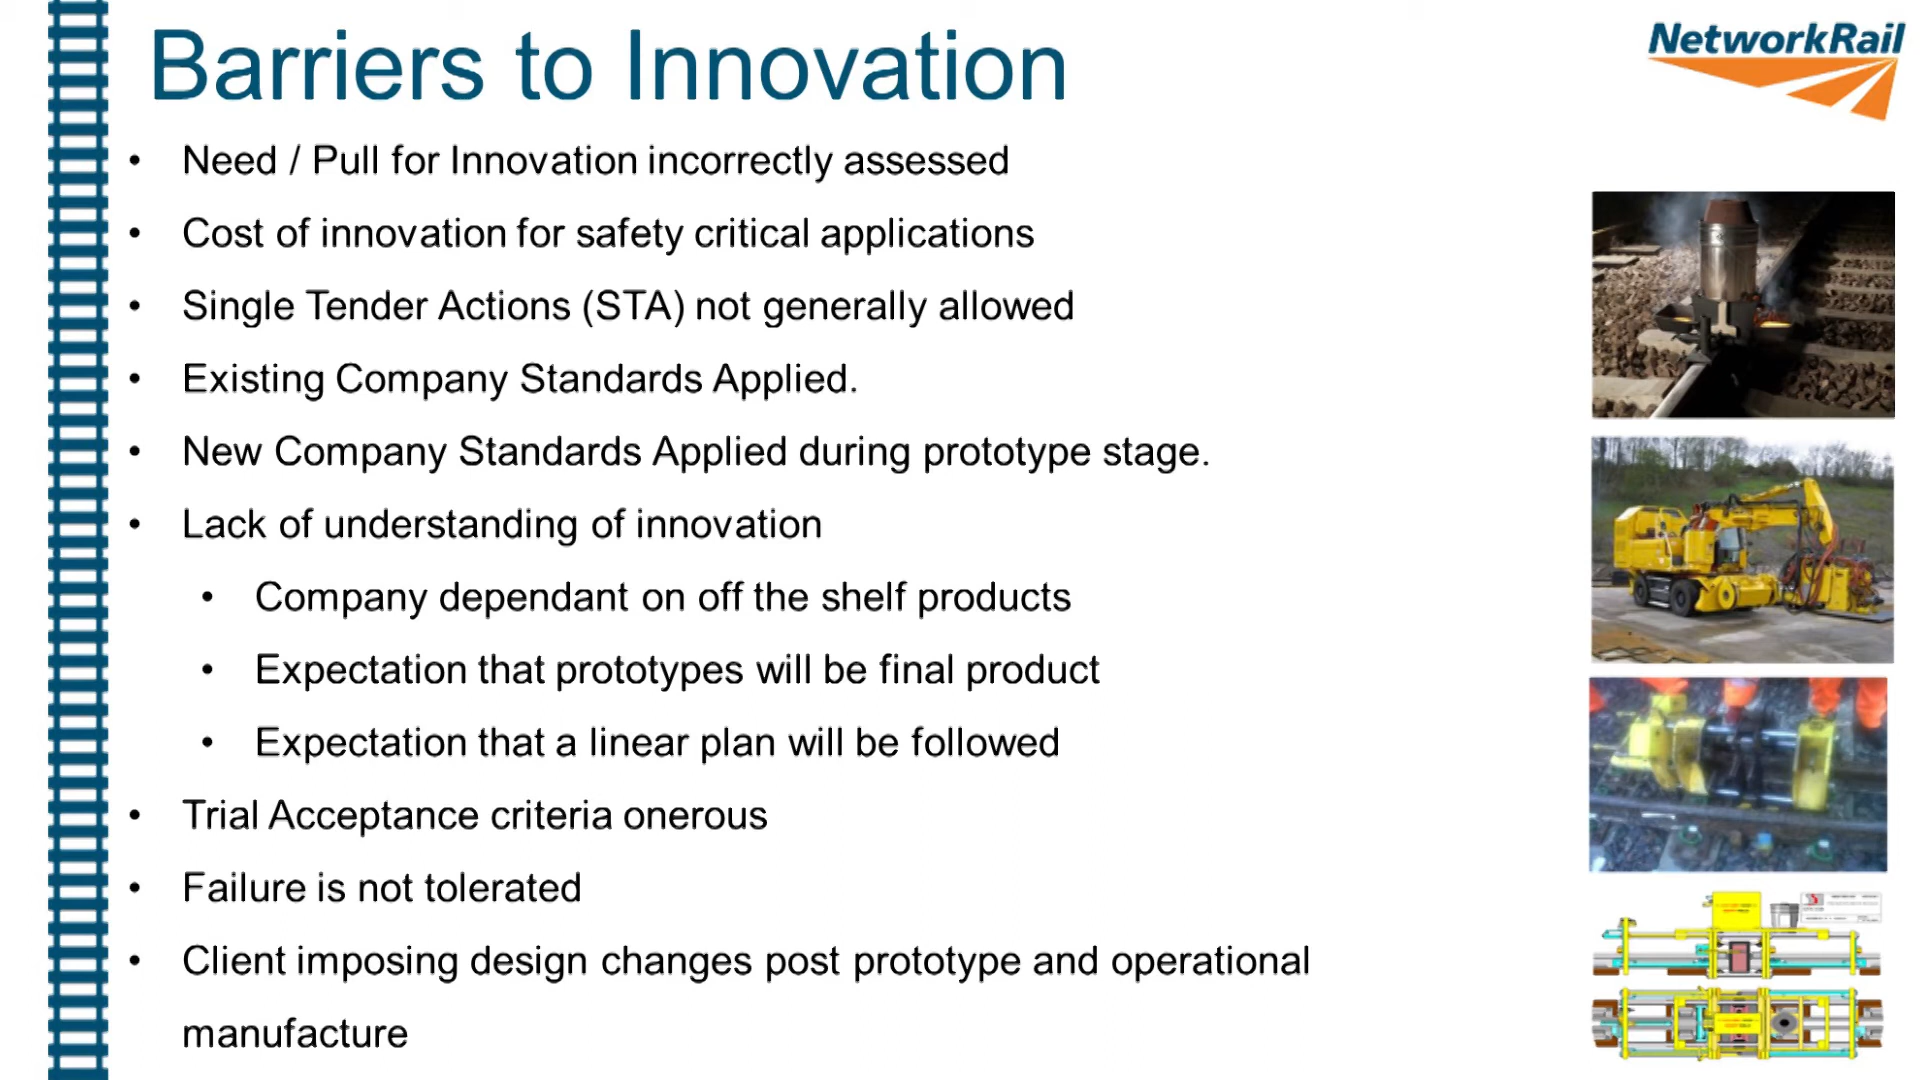 Barriers to Innovation
NetworkRail
• Need / Pull for Innovation incorrectly assessed
• Cost of innovation for safety critical applications
• Single Tender Actions (STA) not generally allowed
• Existing Company Standards Applied.
• New Company Standards Applied during prototype stage.
• Lack of understanding of innovation
• Company dependant on off the shelf products
• Expectation that prototypes will be final product
• Expectation that a linear plan will be followed
• Trial Acceptance criteria onerous
• Failure is not tolerated
• Client imposing design changes post prototype and operational
manufacture